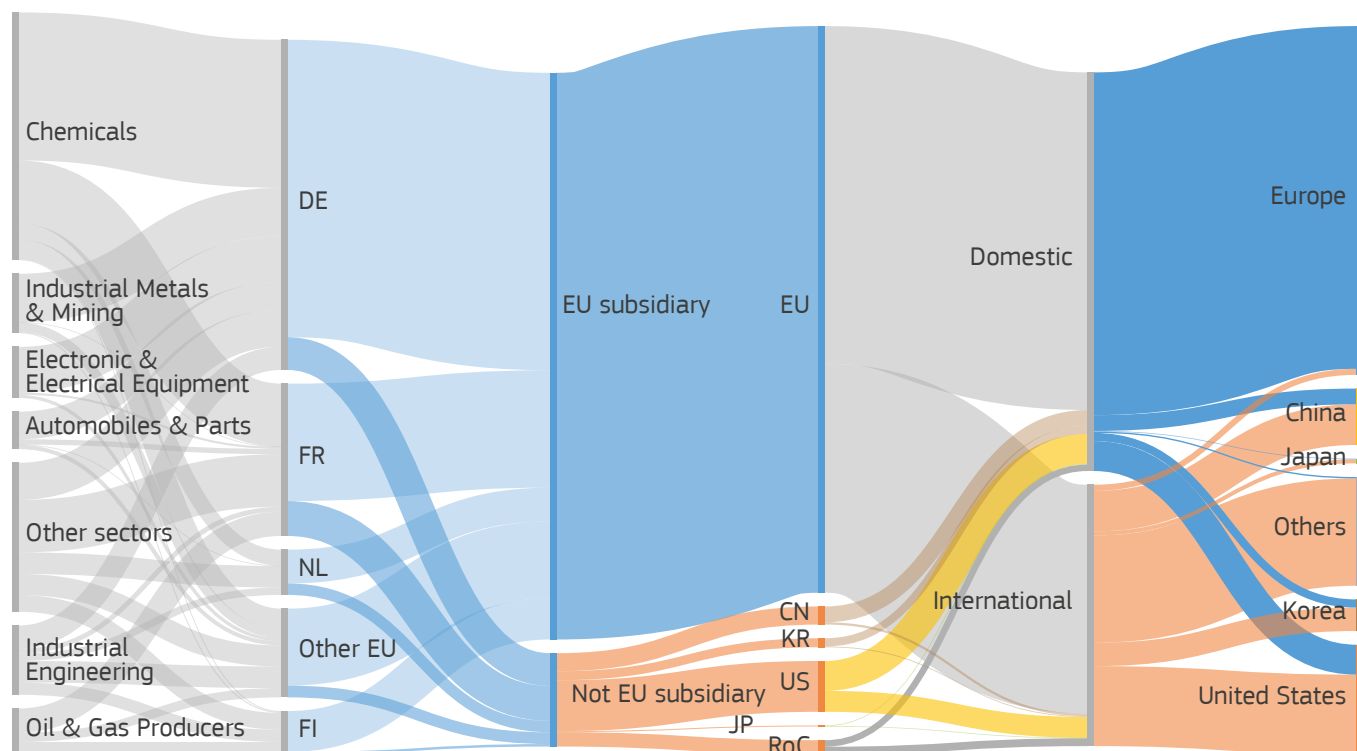 Chemicals
Industrial Metals
& Mining
Electronic &
Electrical Equipment
Automobiles & Parts
Other sectors
Industrial
Engineering
Oil & Gas Producers
DE
FR
NL
Other EU
FI
EU subsidiary
Not EU subsidiary
EU
CN
KR
US
JP
RoC
Domestic
International
Europe
China
Japan
Others
Korea
United States